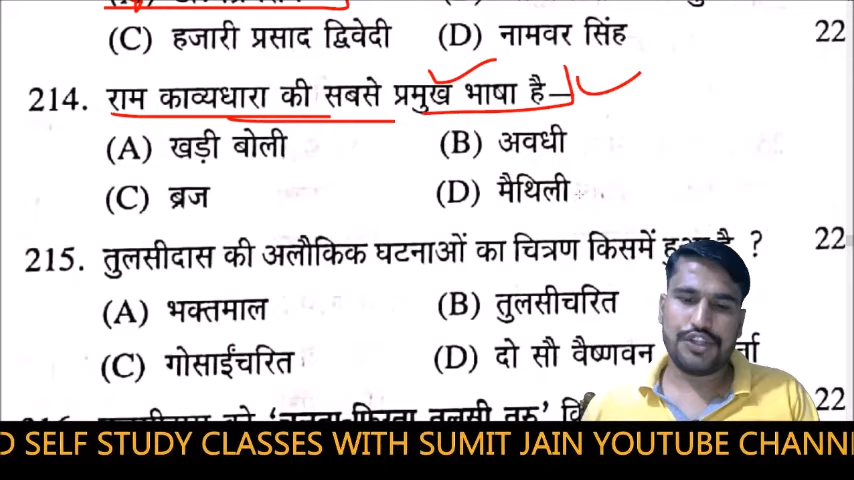 (C) हजारी प्रसाद द्विवेदी (D) नामवर सिंह 22
214. राम काव्यधारा की सबसे प्रमुख भाषा है—
(A) खड़ी बोली (B) अवधी
(C) ब्रज (D) मैथिली
215. तुलसीदास की अलौकिक घटनाओं का चित्रण किसमें हुआ है ? 22
(A) भक्तमाल (B) तुलसीचरित
(C) गोसाईंचरित (D) दो सौ वैष्णवन
22
D SELF STUDY CLASSES WITH SUMIT JAIN YOUTUBE CHANN